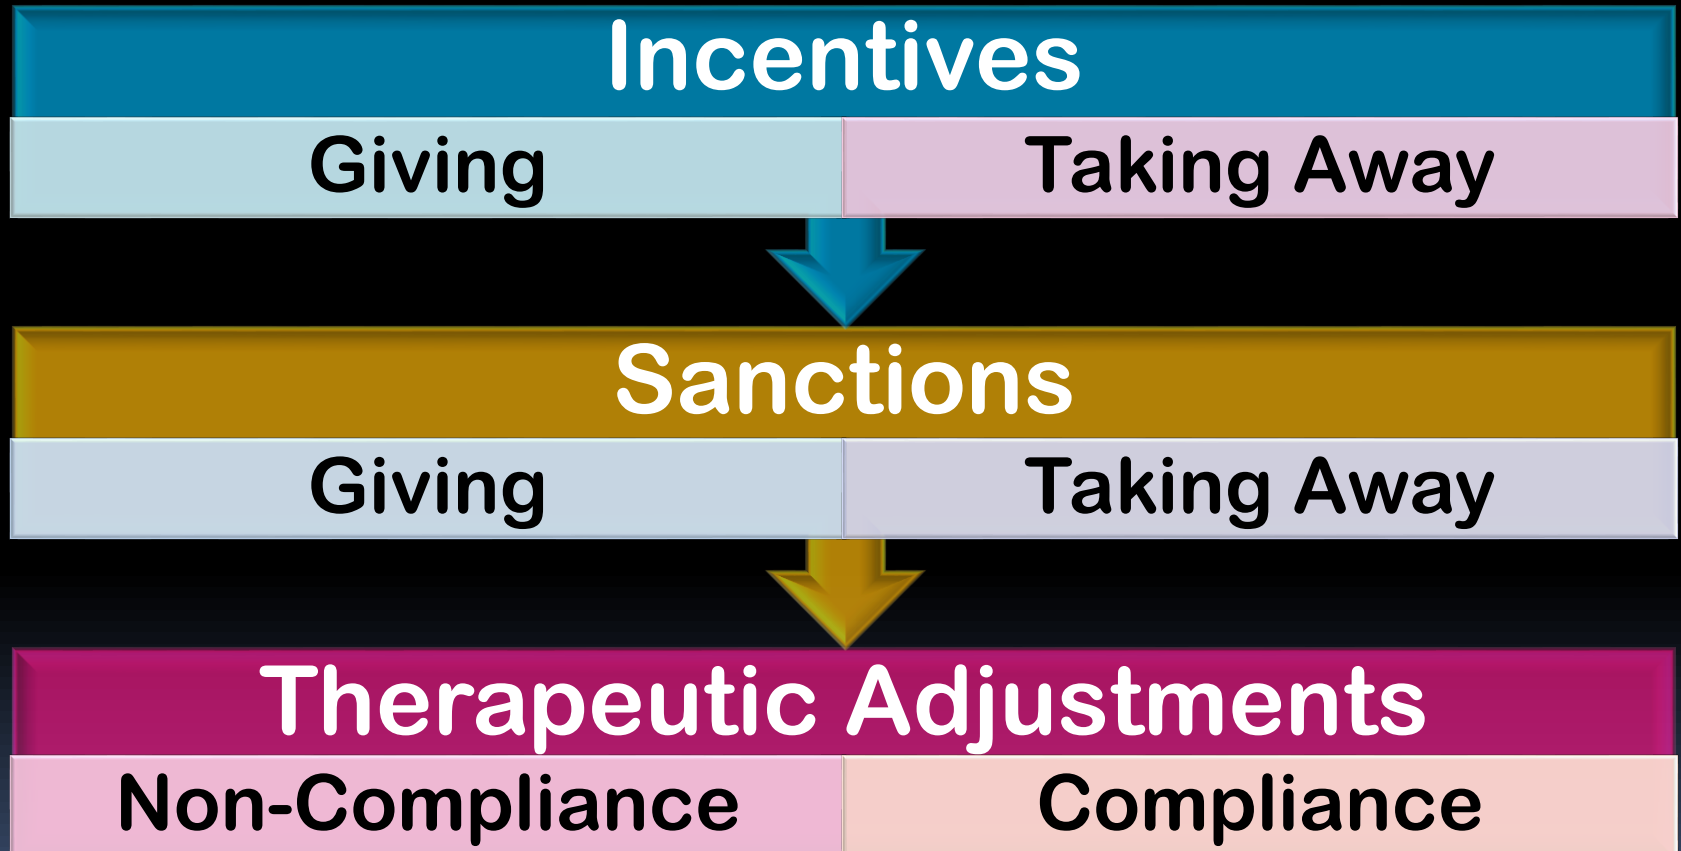 Incentives
Giving
Taking Away
Sanctions
Giving
Taking Away
Therapeutic Adjustments
Non-Compliance
Compliance